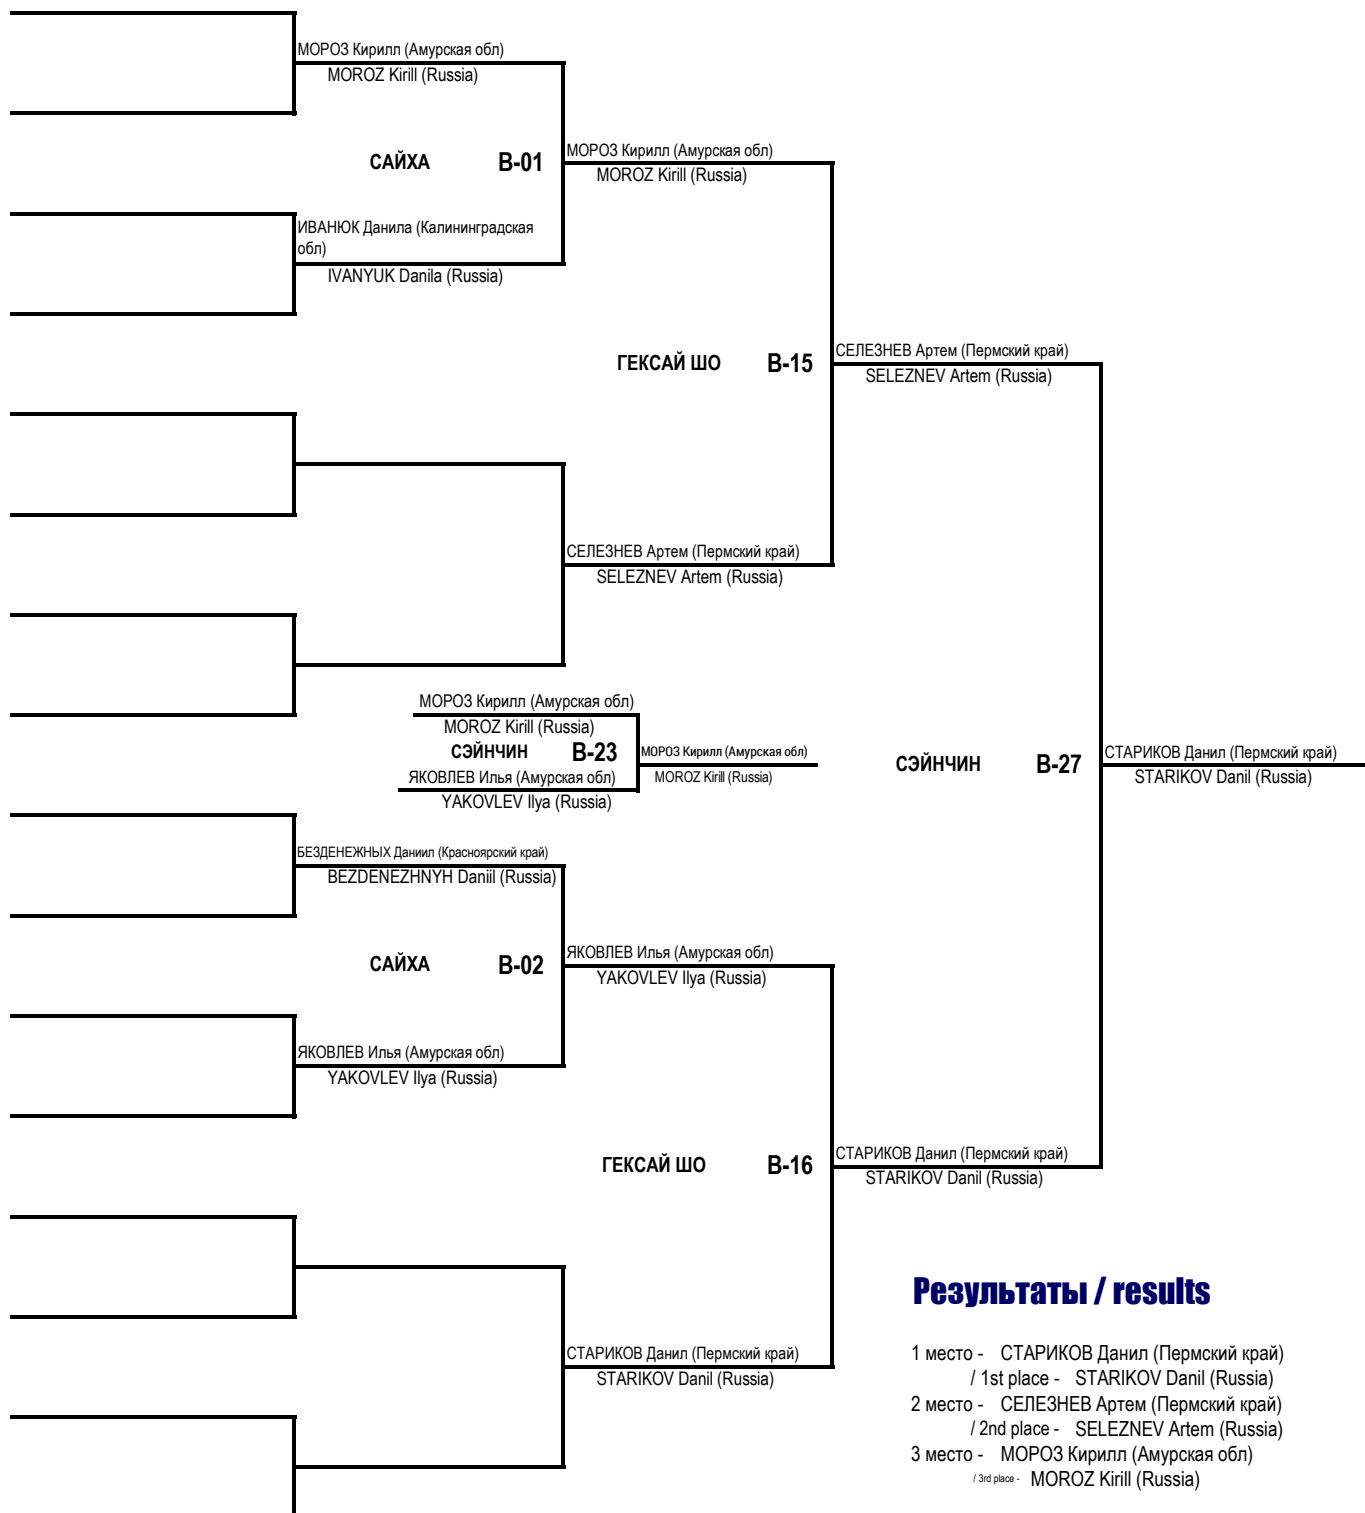 МОРОЗ Кирилл (Амурская обл)
MOROZ Kirill (Russia)
САЙХА B-01
МОРОЗ Кирилл (Амурская обл)
MOROZ Kirill (Russia)
ИВАНЮК Данила (Калининградская
обл)
IVANYUK Danila (Russia)
ГЕКСАЙ ШО B-15
СЕЛЕЗНЕВ Артем (Пермский край)
SELEZNEV Artem (Russia)
СЕЛЕЗНЕВ Артем (Пермский край)
SELEZNEV Artem (Russia)
МОРОЗ Кирилл (Амурская обл)
MOROZ Kirill (Russia)
СЭЙНЧИН B-23
МОРОЗ Кирилл (Амурская обл)
MOROZ Kirill (Russia)
ЯКОВЛЕВ Илья (Амурская обл)
YAKOVLEV Ilya (Russia)
СЭЙНЧИН B-27
СТАРИКОВ Данил (Пермский край)
STARIKOV Danil (Russia)
БЕЗДЕНЕЖНЫХ Даниил (Красноярский край)
BEZDENEZHNYH Daniil (Russia)
САЙХА B-02
ЯКОВЛЕВ Илья (Амурская обл)
YAKOVLEV Ilya (Russia)
ЯКОВЛЕВ Илья (Амурская обл)
YAKOVLEV Ilya (Russia)
ГЕКСАЙ ШО B-16
СТАРИКОВ Данил (Пермский край)
STARIKOV Danil (Russia)
СТАРИКОВ Данил (Пермский край)
STARIKOV Danil (Russia)
Результаты / results
1 место - СТАРИКОВ Данил (Пермский край)
/ 1st place - STARIKOV Danil (Russia)
2 место - СЕЛЕЗНЕВ Артем (Пермский край)
/ 2nd place - SELEZNEV Artem (Russia)
3 место - МОРОЗ Кирилл (Амурская обл)
/ 3rd place - MOROZ Kirill (Russia)